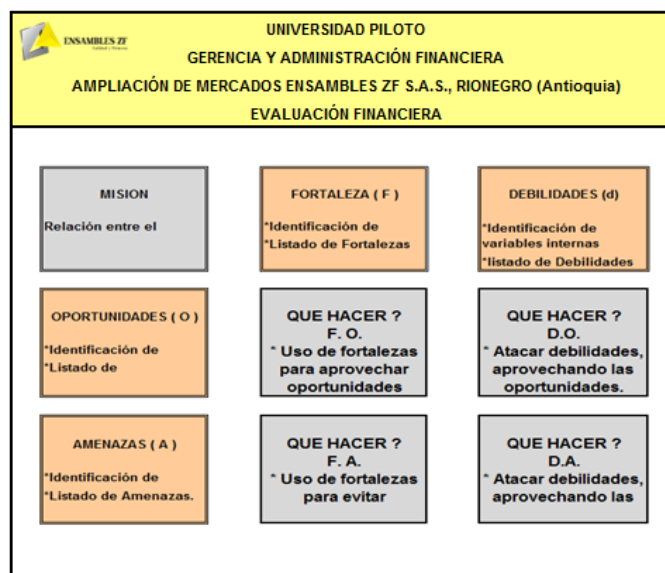 ENSAMBLES ZF
UNIVERSIDAD PILOTO
GERENCIA Y ADMINISTRACIÓN FINANCIERA
AMPLIACIÓN DE MERCADOS ENSAMBLES ZF S.A.S., RIONEGRO (Antioquia)
EVALUACIÓN FINANCIERA
MISION
Relación entre el
FORTALEZA ( F )
*Identificación de
*Listado de Fortalezas
DEBILIDADES (d)
*Identificación de
variables internas
*listado de Debilidades
OPORTUNIDADES ( O )
*Identificación de
*Listado de
QUE HACER ?
F. O.
* Uso de fortalezas
para aprovechar
oportunidades
QUE HACER ?
D.O.
* Atacar debilidades,
aprovechando las
oportunidades.
AMENAZAS ( A )
*Identificación de
*Listado de Amenazas.
QUE HACER ?
F. A.
* Uso de fortalezas
para evitar
QUE HACER ?
D.A.
* Atacar debilidades,
aprovechando las